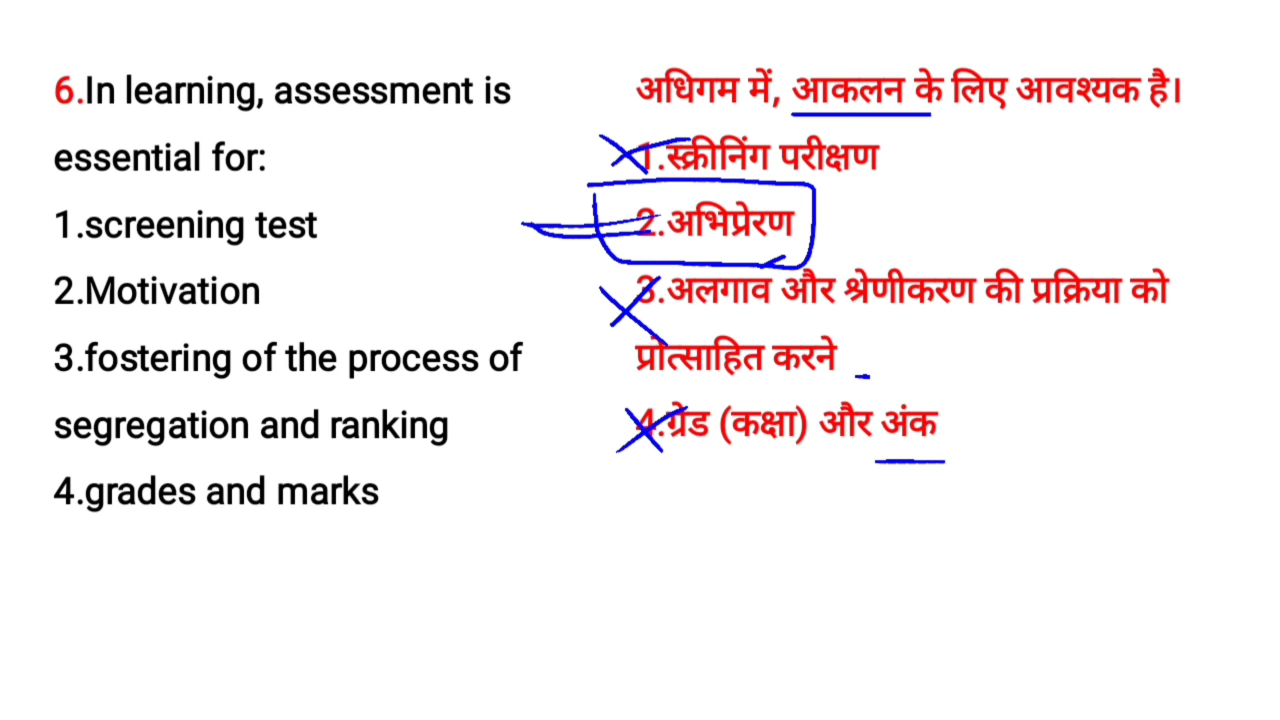 6.In learning, assessment is
essential for:
1.screening test
2.Motivation
3.fostering of the process of
segregation and ranking
4.grades and marks
अधिगम में, आकलन के लिए आवश्यक है।
1.स्क्रीनिंग परीक्षण
2.अभिप्रेरण
3.अलगाव और श्रेणीकरण की प्रक्रिया को
प्रोत्साहित करने
4.ग्रेड (कक्षा) और अंक